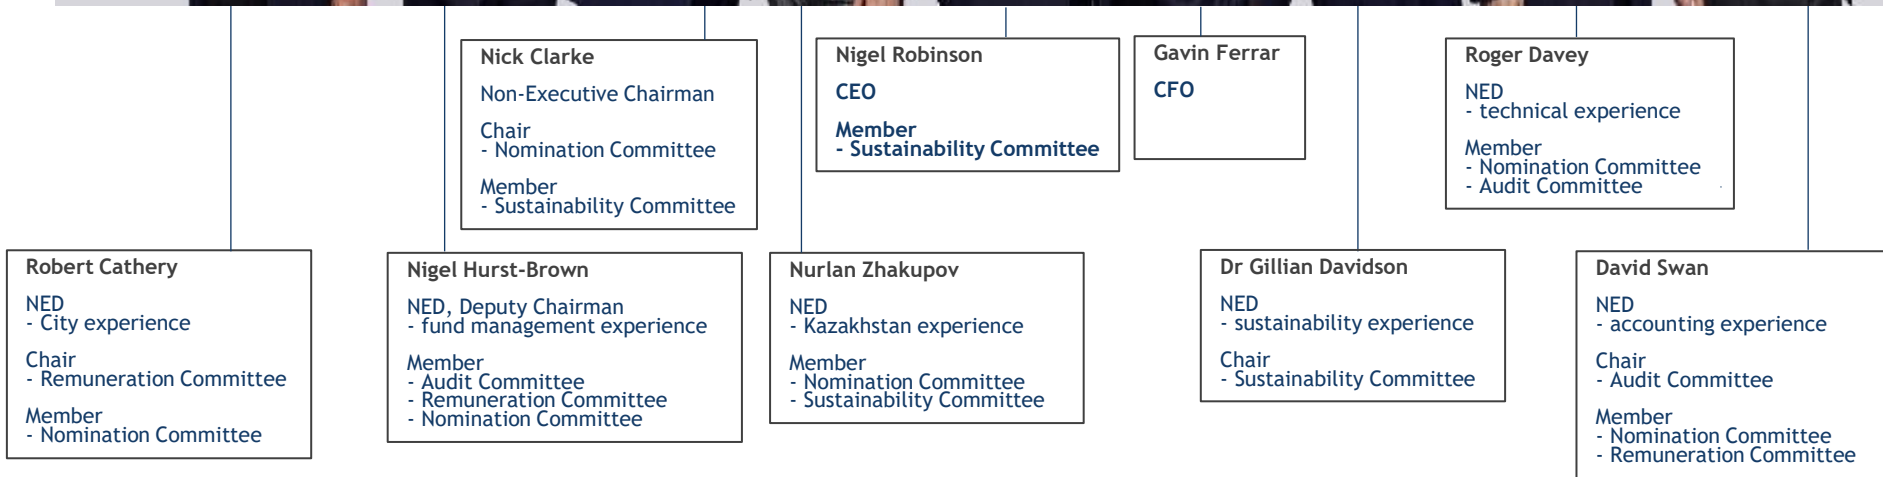 Nick Clarke
Non-Executive Chairman
Chair
- Nomination Committee
Member
- Sustainability Committee
Nigel Robinson
CEO
Member
- Sustainability Committee
Gavin Ferrar
CFO
Roger Davey
NED
- technical experience
Member
- Nomination Committee
- Audit Committee
Robert Cathery
NED
- City experience
Chair
- Remuneration Committee
Member
- Nomination Committee
Nigel Hurst-Brown
NED, Deputy Chairman
- fund management experience
Member
- Audit Committee
- Remuneration Committee
- Nomination Committee
Nurlan Zhakupov
NED
- Kazakhstan experience
Member
- Nomination Committee
- Sustainability Committee
Dr Gillian Davidson
NED
- sustainability experience
Chair
- Sustainability Committee
David Swan
NED
- accounting experience
Chair
- Audit Committee
Member
- Nomination Committee
- Remuneration Committee